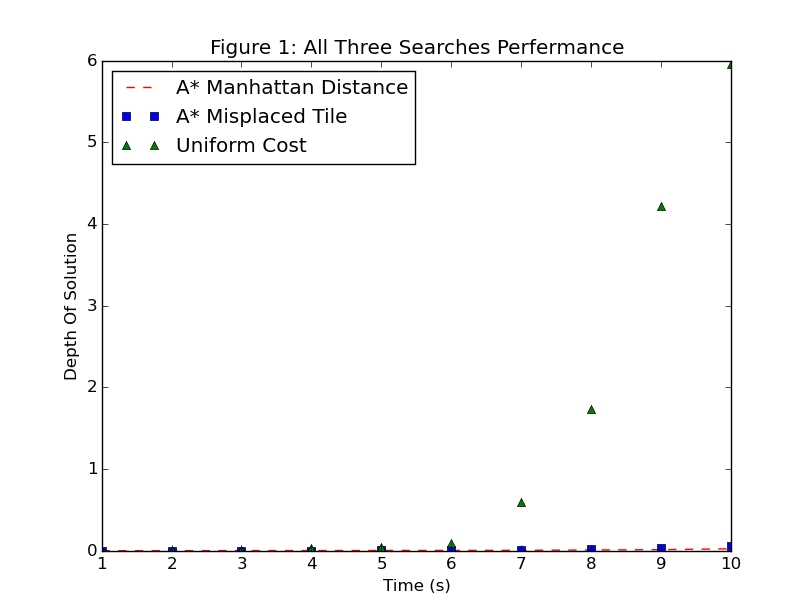 Figure 1: All Three Searches Perfermance
A* Manhattan Distance
A* Misplaced Tile
Uniform Cost
6
5
4
3
2
1
0
Depth Of Solution
1 2 3 4 5 6 7 8 9 10
Time (s)